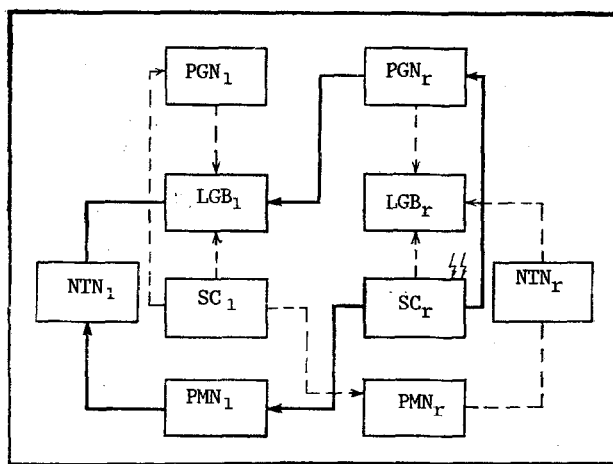 PGN₁ PGNᵣ
LGB₁ LGBᵣ
NTN₁ SC₁ SCᵣ NTNᵣ
PMN₁ PMNᵣ